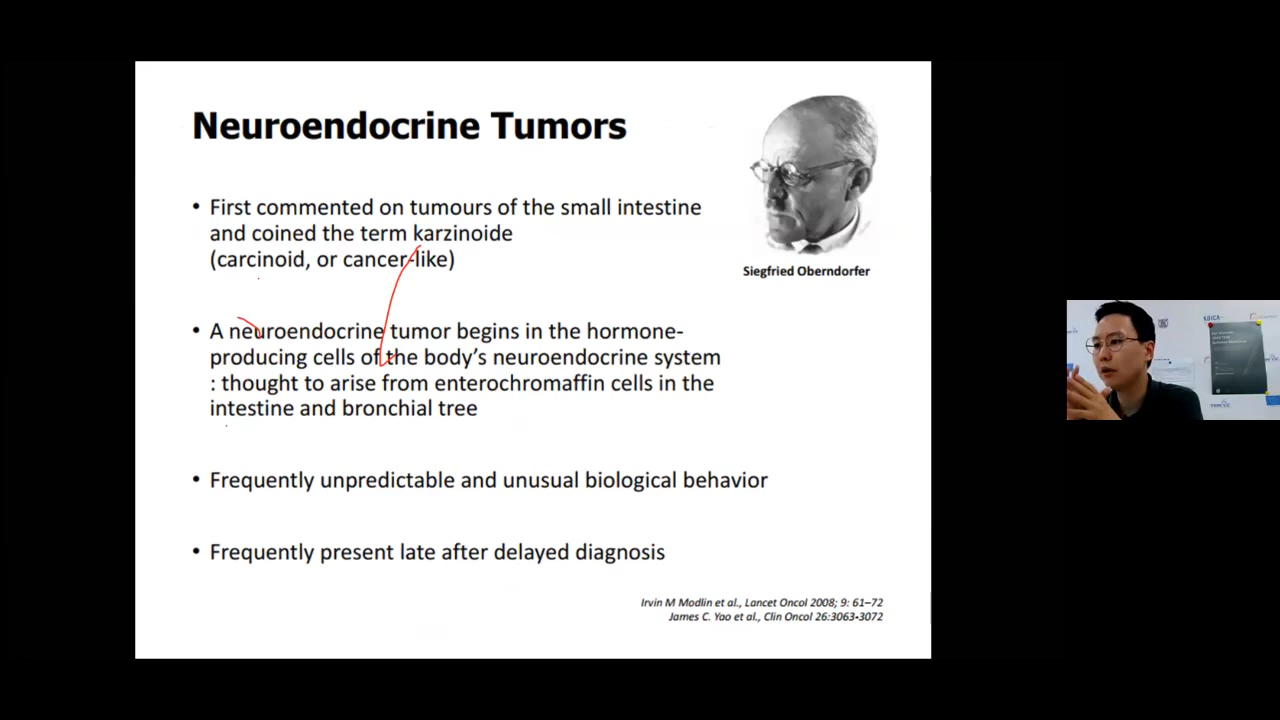 Neuroendocrine Tumors
• First commented on tumours of the small intestine
and coined the term karzinoide
(carcinoid, or cancer-like)
Siegfried Oberndorfer
• A neuroendocrine tumor begins in the hormone-
producing cells of the body's neuroendocrine system
: thought to arise from enterochromaffin cells in the
intestine and bronchial tree
• Frequently unpredictable and unusual biological behavior
• Frequently present late after delayed diagnosis
Irvin M Modlin et al., Lancet Oncol 2008; 9: 61–72
James C. Yao et al., Clin Oncol 26:3063-3072
KOICA